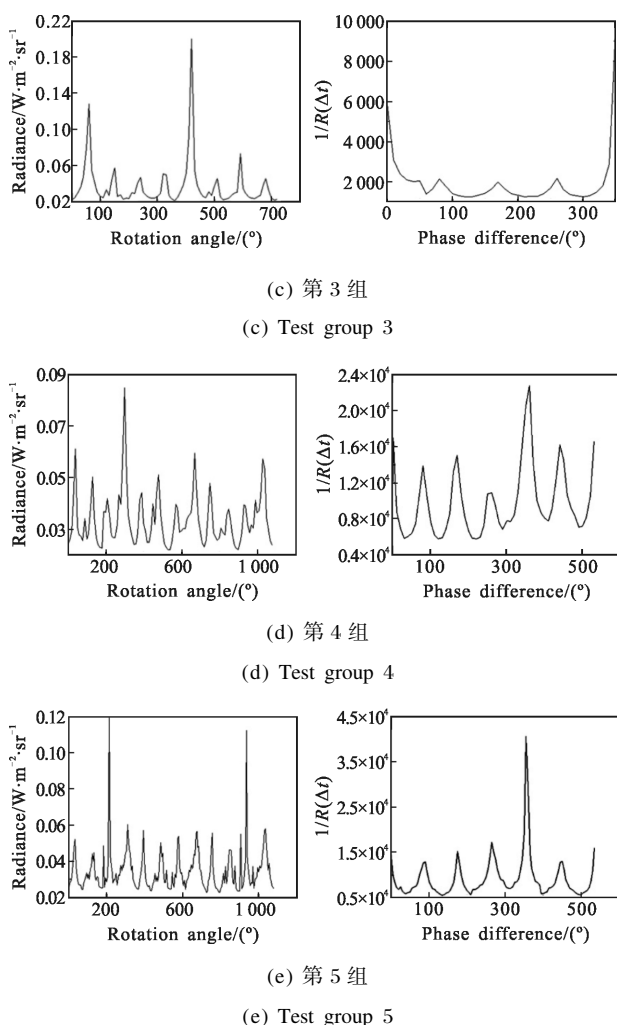 0.22
0.18
0.14
0.10
0.06
0.02
Radiance/W·m⁻²·sr⁻¹
100 300 500 700
Rotation angle/(°)
10 000
8 000
6 000
4 000
2 000
1/R(Δt)
0 100 200 300
Phase difference/(°)
(c) 第 3 组
(c) Test group 3
0.09
0.07
0.05
0.03
Radiance/W·m⁻²·sr⁻¹
200 600 1000
Rotation angle/(°)
2.4×10⁴
2.0×10⁴
1.6×10⁴
1.2×10⁴
0.8×10⁴
0.4×10⁴
1/R(Δt)
100 300 500
Phase difference/(°)
(d) 第 4 组
(d) Test group 4
0.12
0.10
0.08
0.06
0.04
0.02
Radiance/W·m⁻²·sr⁻¹
200 600 1000
Rotation angle/(°)
4.5×10⁴
3.5×10⁴
2.5×10⁴
1.5×10⁴
0.5×10⁴
1/R(Δt)
100 300 500
Phase difference/(°)
(e) 第 5 组
(e) Test group 5